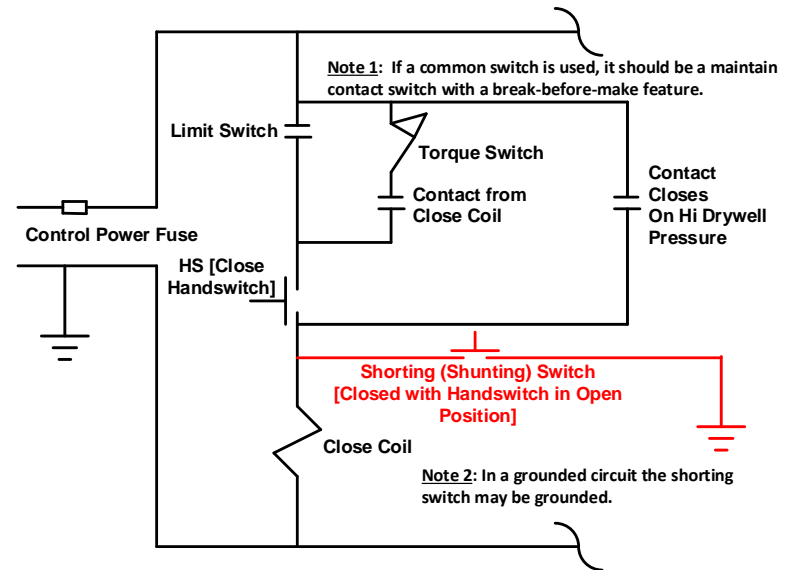 Note 1: If a common switch is used, it should be a maintain
contact switch with a break-before-make feature.
Limit Switch
Torque Switch
Contact from
Close Coil
Contact
Closes
On Hi Drywell
Pressure
Control Power Fuse
HS [Close
Handswitch]
Shorting (Shunting) Switch
[Closed with Handswitch in Open
Position]
Close Coil
Note 2: In a grounded circuit the shorting
switch may be grounded.